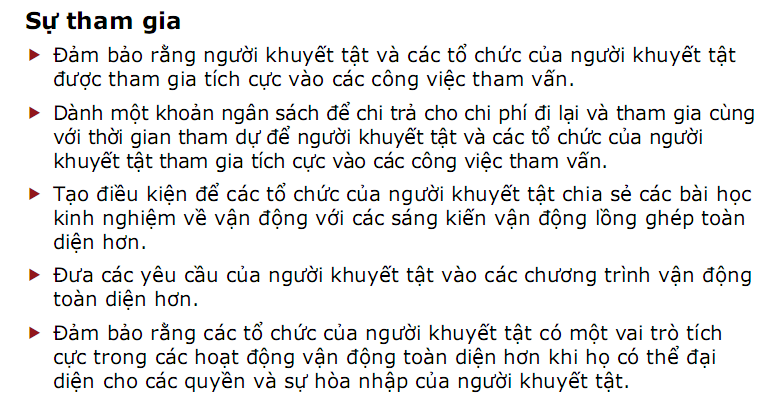 Sự tham gia
Đảm bảo rằng người khuyết tật và các tổ chức của người khuyết tật
được tham gia tích cực vào các công việc tham vấn.
Dành một khoản ngân sách để chi trả cho chi phí đi lại và tham gia cùng
với thời gian tham dự để người khuyết tật và các tổ chức của người
khuyết tật tham gia tích cực vào các công việc tham vấn.
Tạo điều kiện để các tổ chức của người khuyết tật chia sẻ các bài học
kinh nghiệm về vận động với các sáng kiến vận động lồng ghép toàn
diện hơn.
Đưa các yêu cầu của người khuyết tật vào các chương trình vận động
toàn diện hơn.
Đảm bảo rằng các tổ chức của người khuyết tật có một vai trò tích
cực trong các hoạt động vận động toàn diện hơn khi họ có thể đại
diện cho các quyền và sự hòa nhập của người khuyết tật.